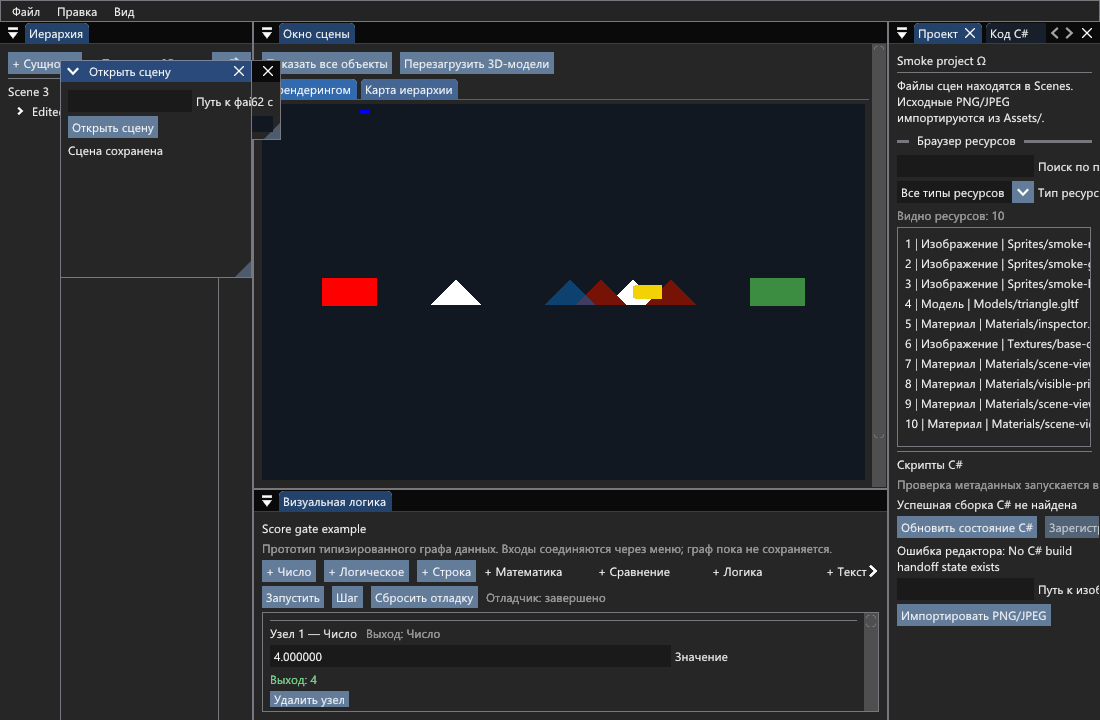 Файл Правка Вид
Иерархия
+ Сущно
Scene 3
Edited
Открыть сцену
Путь к фай
62 с
Открыть сцену
Сцена сохранена
Окно сцены
казать все объекты Перезагрузить 3D-модели
рендерингом Карта иерархии
Визуальная логика
Score gate example
Прототип типизированного графа данных. Входы соединяются через меню; граф пока не сохраняется.
+ Число + Логическое + Строка + Математика + Сравнение + Логика + Текст
Запустить Шаг Сбросить отладку Отладчик: завершено
Узел 1 — Число Выход: Число
4.000000 Значение
Выход: 4
Удалить узел
Проект Код C#
Smoke project Ω
Файлы сцен находятся в Scenes.
Исходные PNG/JPEG
импортируются из Assets/.
Браузер ресурсов
Поиск по п
Все типы ресурсов Тип ресурс
Видно ресурсов: 10
1 | Изображение | Sprites/smoke-
2 | Изображение | Sprites/smoke-
3 | Изображение | Sprites/smoke-
4 | Модель | Models/triangle.gltf
5 | Материал | Materials/inspector.
6 | Изображение | Textures/base-c
7 | Материал | Materials/scene-view
8 | Материал | Materials/visible-pri
9 | Материал | Materials/scene-view
10 | Материал | Materials/scene-vi
Скрипты C#
Проверка метаданных запускается в
Успешная сборка C# не найдена
Обновить состояние C# Зарегистр
Ошибка редактора: No C# build
handoff state exists
Путь к изоб
Импортировать PNG/JPEG